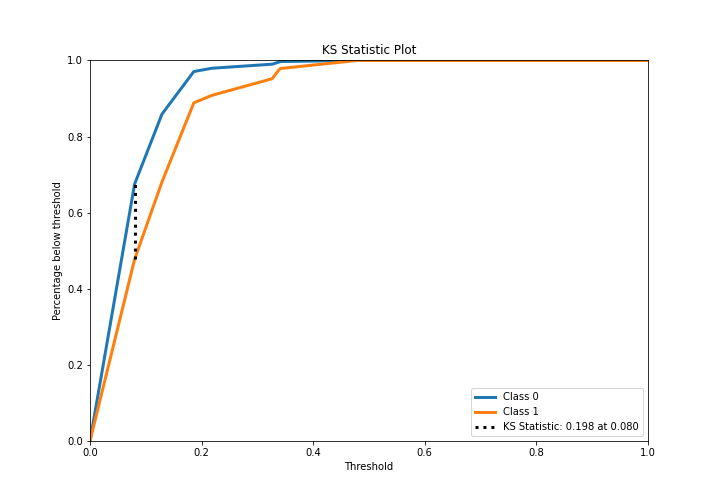 KS Statistic Plot
1.0
0.8
0.6
0.4
0.2
0.0
Percentage below threshold
0.0 0.2 0.4 0.6 0.8 1.0
Threshold
Class 0
Class 1
KS Statistic: 0.198 at 0.080